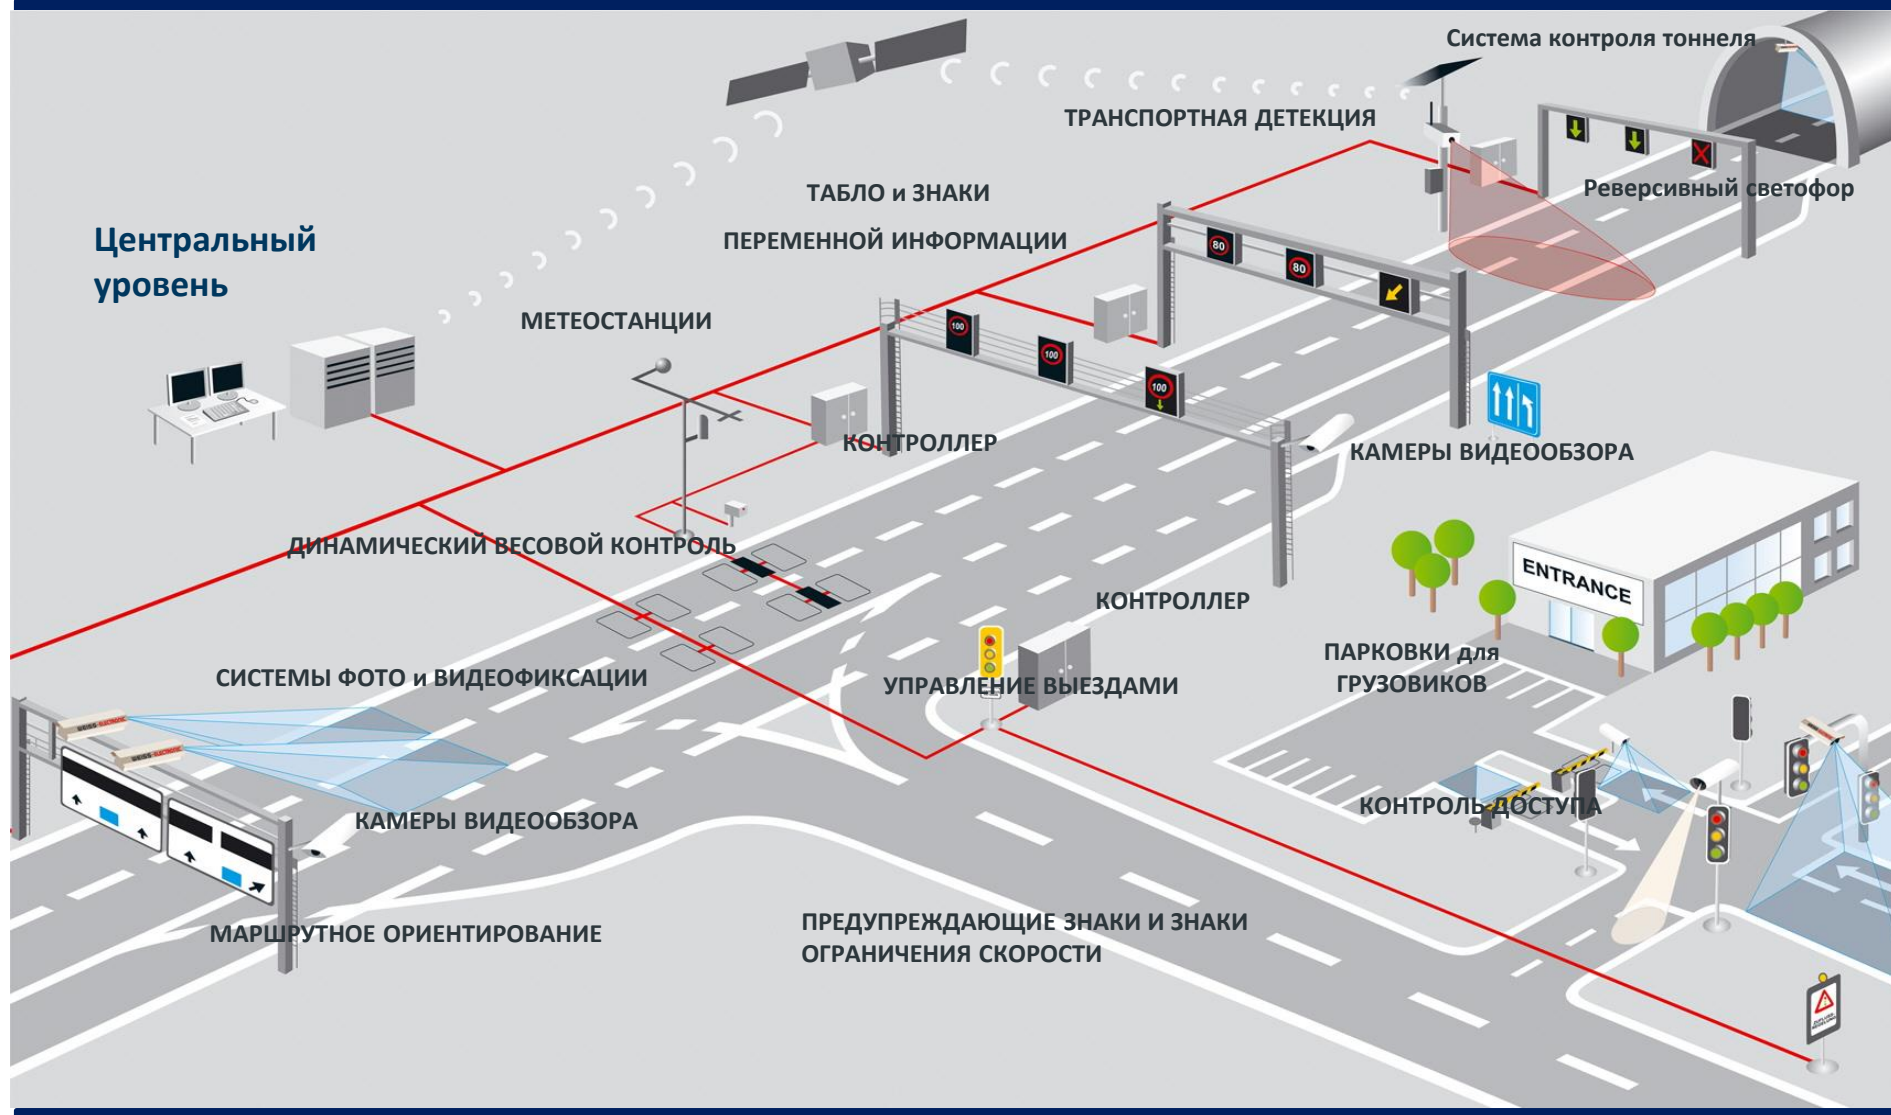 Система контроля тоннеля
ТРАНСПОРТНАЯ ДЕТЕКЦИЯ
Реверсивный светофор
ТАБЛО и ЗНАКИ
ПЕРЕМЕННОЙ ИНФОРМАЦИИ
80
80
Центральный
уровень
МЕТЕОСТАНЦИИ
100
100
100
КОНТРОЛЛЕР
КАМЕРЫ ВИДЕООБЗОРА
ДИНАМИЧЕСКИЙ ВЕСОВОЙ КОНТРОЛЬ
ENTRANCE
КОНТРОЛЛЕР
ПАРКОВКИ для
ГРУЗОВИКОВ
СИСТЕМЫ ФОТО и ВИДЕОФИКСАЦИИ
УПРАВЛЕНИЕ ВЫЕЗДАМИ
КОНТРОЛЬ ДОСТУПА
КАМЕРЫ ВИДЕООБЗОРА
МАРШРУТНОЕ ОРИЕНТИРОВАНИЕ
ПРЕДУПРЕЖДАЮЩИЕ ЗНАКИ И ЗНАКИ
ОГРАНИЧЕНИЯ СКОРОСТИ